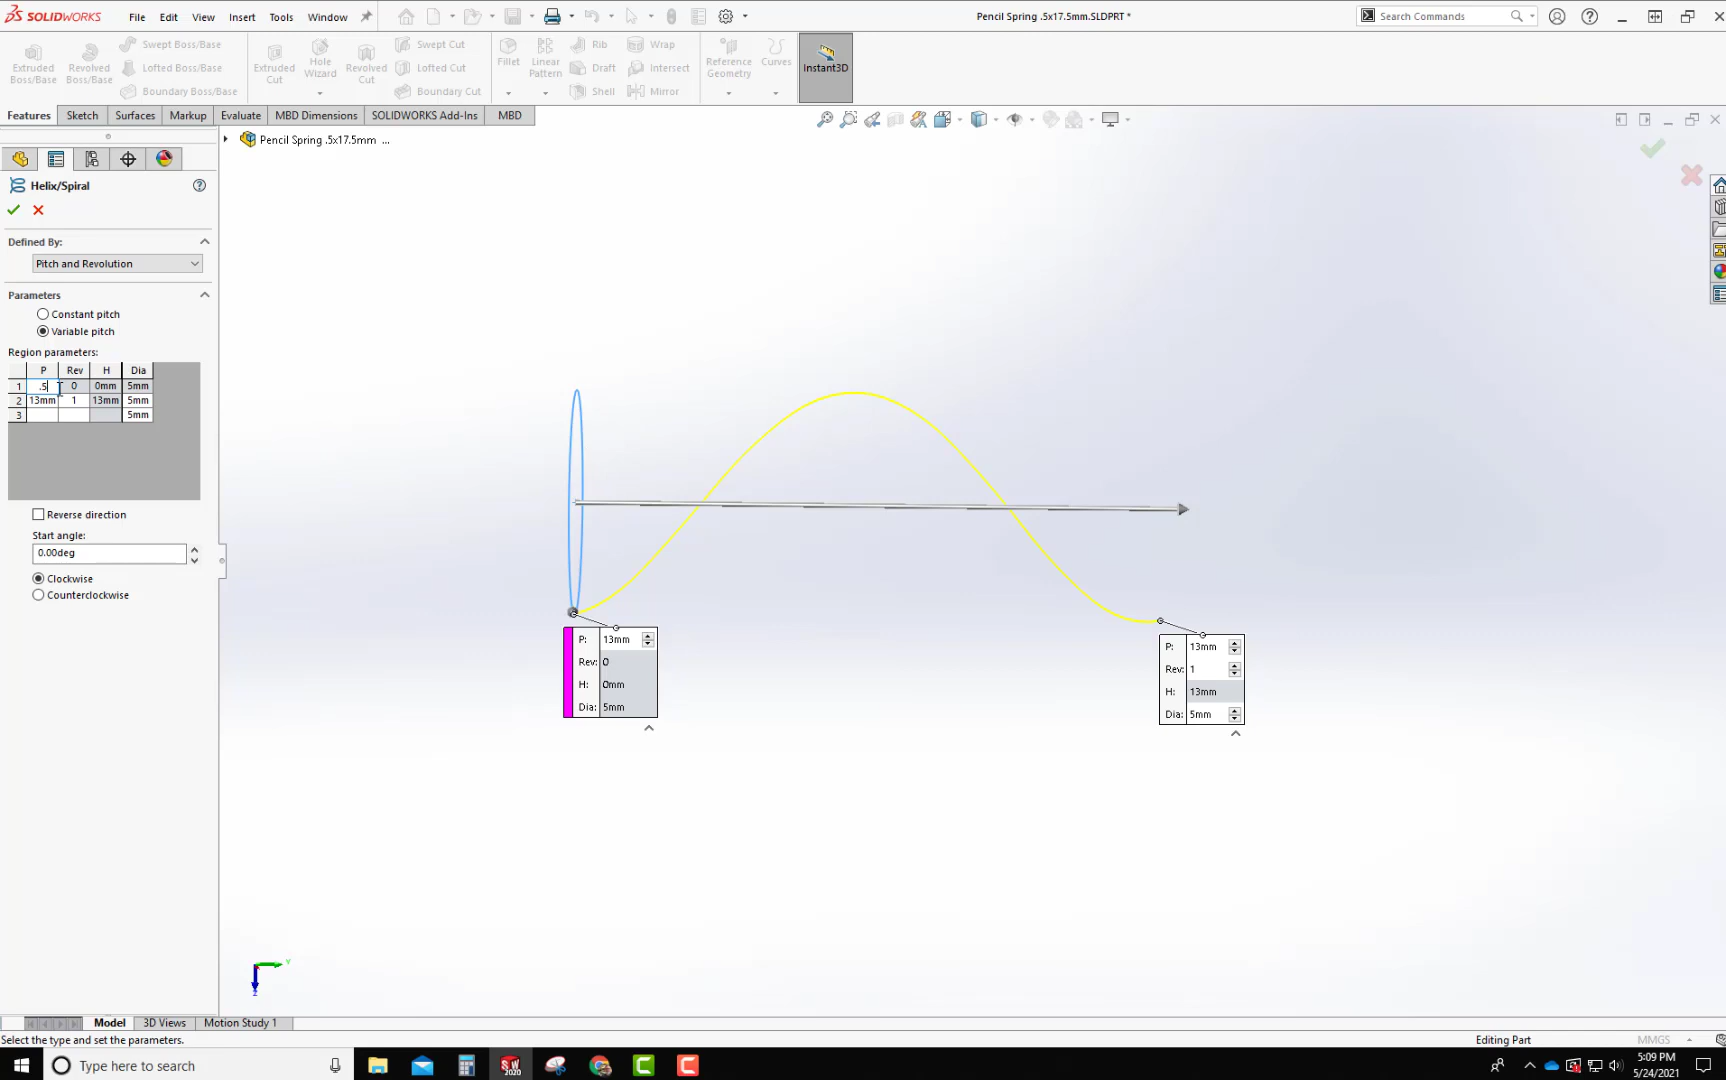 SOLIDWORKS File Edit View Insert Tools Window
Pencil Spring .5x17.5mm.SLDPRT *
Search Commands
Extruded Boss/Base
Revolved Boss/Base
Swept Boss/Base
Lofted Boss/Base
Boundary Boss/Base
Extruded Cut
Hole Wizard
Revolved Cut
Swept Cut
Lofted Cut
Boundary Cut
Fillet
Linear Pattern
Rib
Draft
Shell
Wrap
Intersect
Mirror
Reference Geometry
Curves
Instant3D
Features Sketch Surfaces Markup Evaluate MBD Dimensions SOLIDWORKS Add-Ins MBD
Pencil Spring .5x17.5mm ...
Helix/Spiral
Defined By:
Pitch and Revolution
Parameters
Constant pitch
Variable pitch
Region parameters:
P Rev H Dia
1 .5 0 0mm 5mm
2 13mm 1 13mm 5mm
3 5mm
Reverse direction
Start angle:
0.00deg
Clockwise
Counterclockwise
P: 13mm
Rev: 0
H: 0mm
Dia: 5mm
P: 13mm
Rev: 1
H: 13mm
Dia: 5mm
Y
Z
Model 3D Views Motion Study 1
Select the type and set the parameters.
Editing Part
MMGS
Type here to search
SW
2020
5:09 PM
5/24/2021